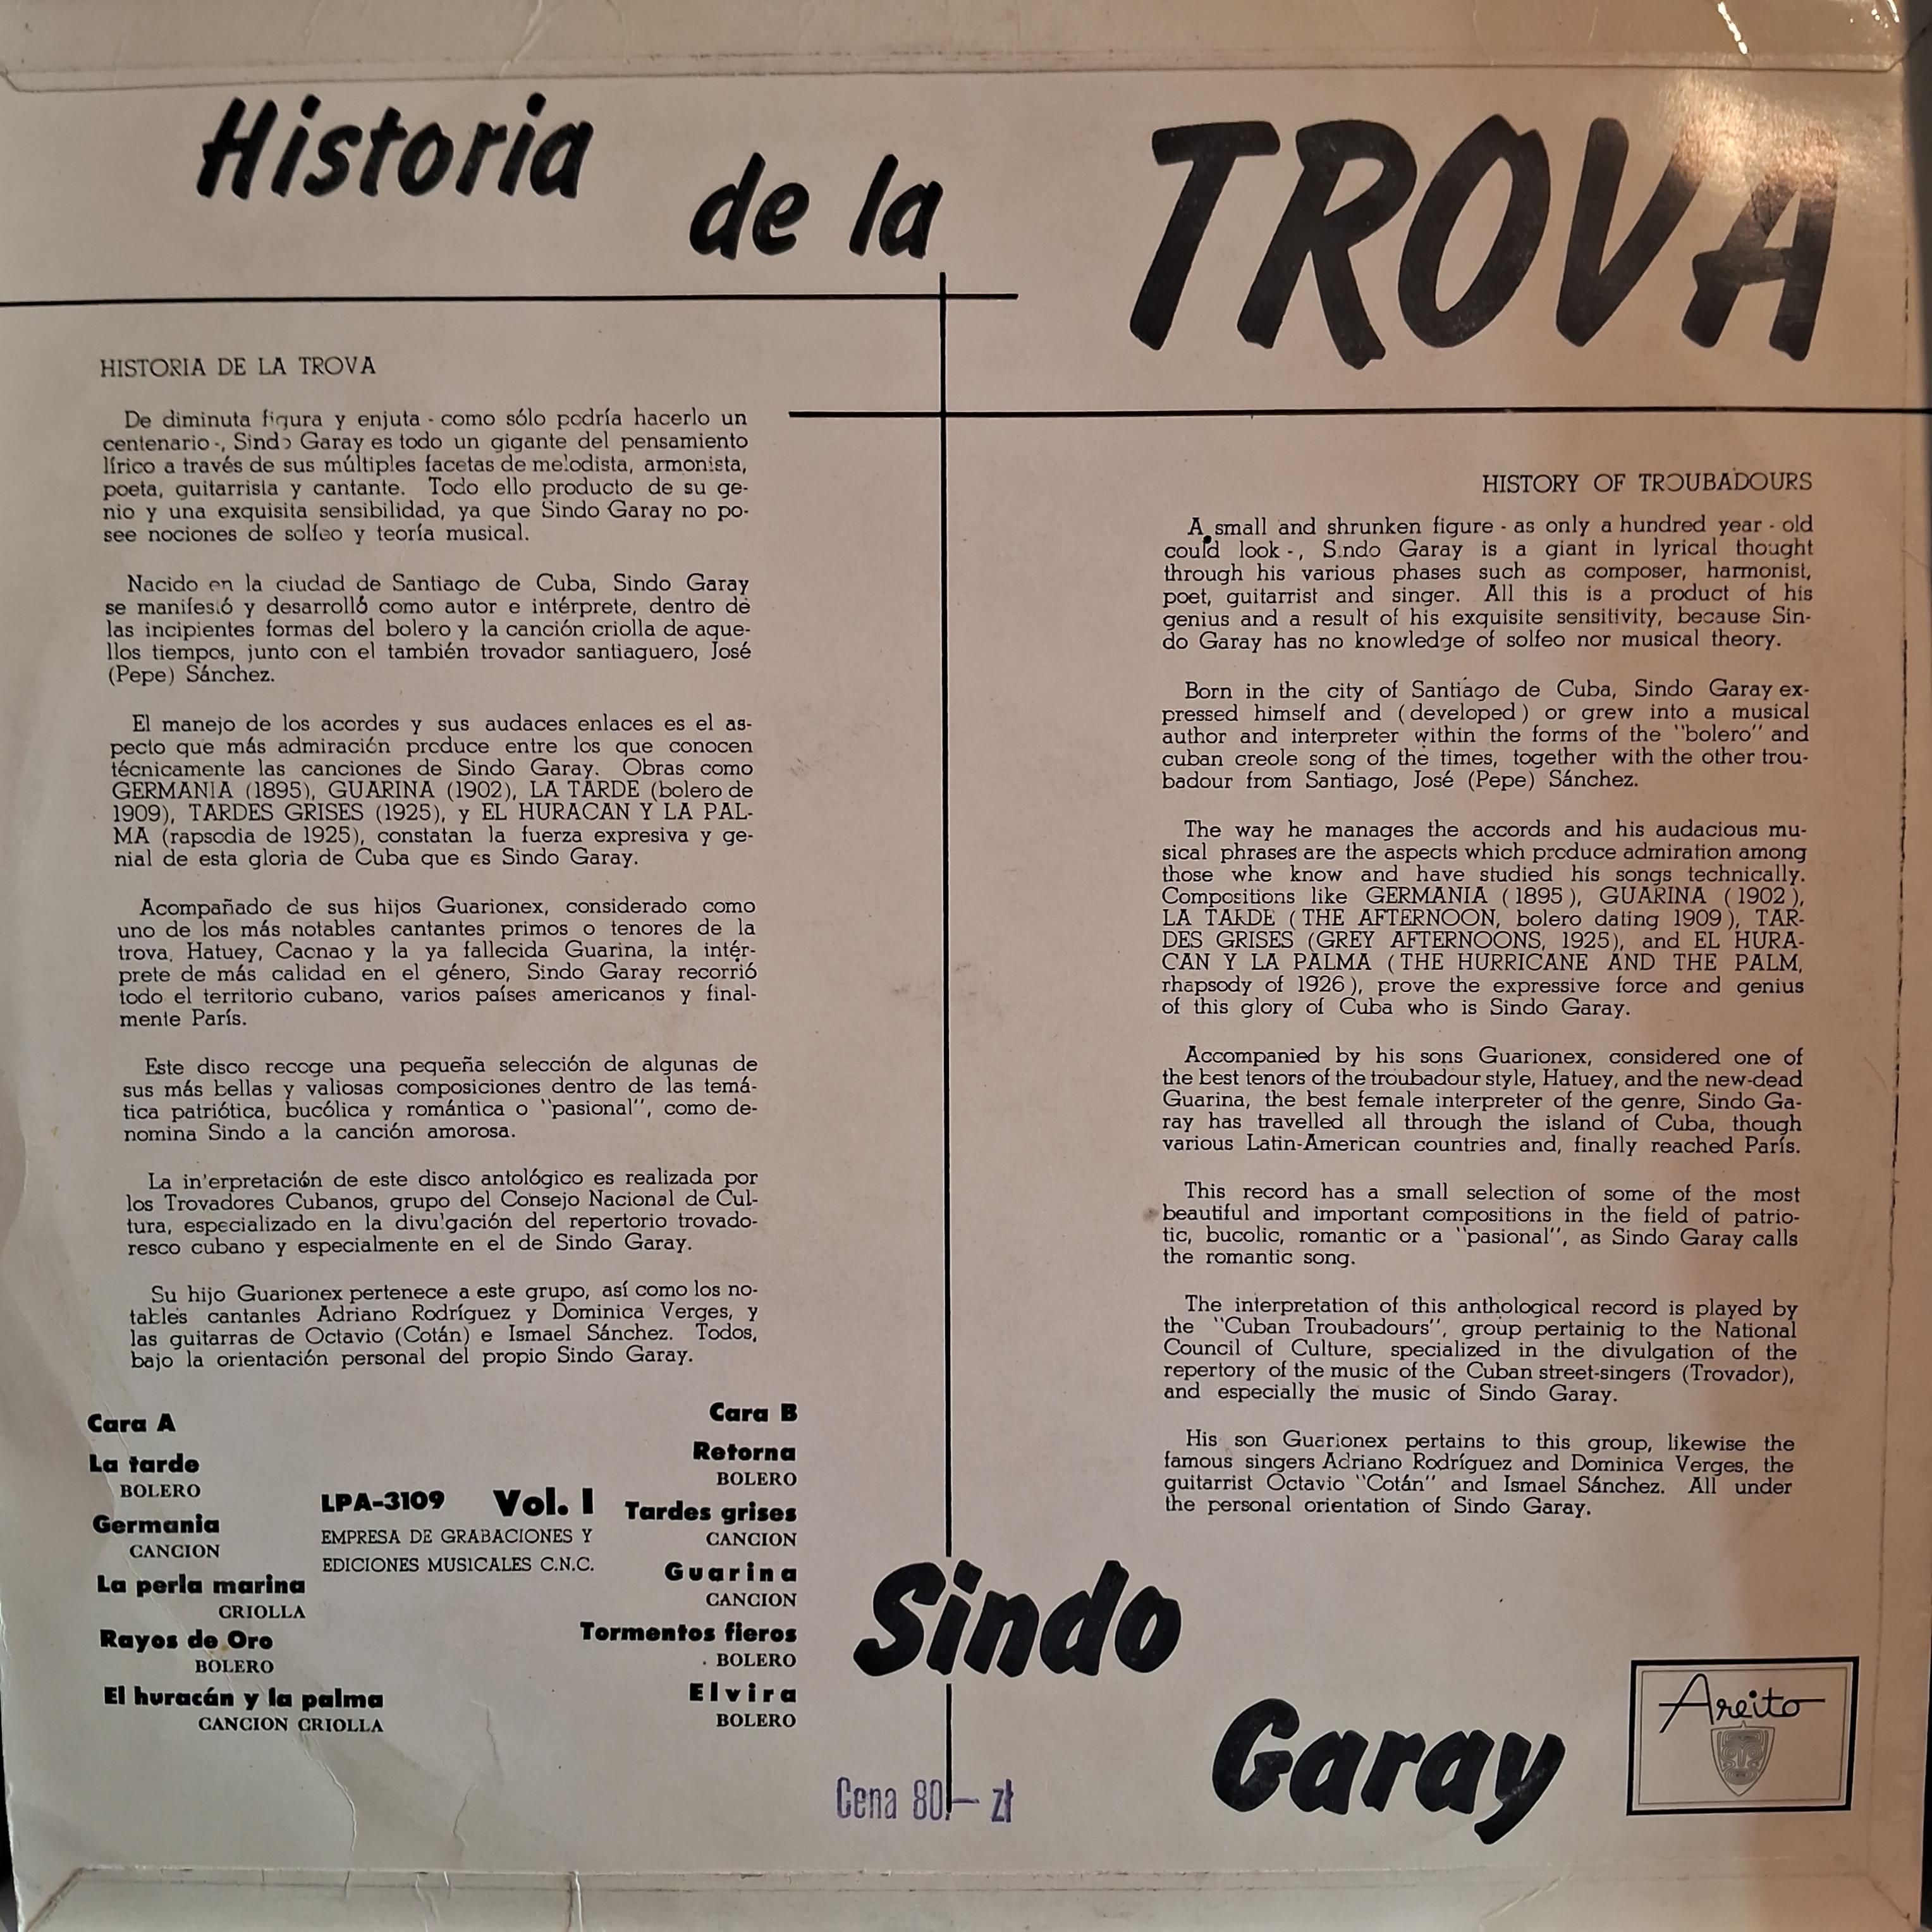 Historia
de la
TROVA
HISTORIA DE LA TROVA
De diminuta figura y enjuta - como sólo podría hacerlo un
centenario -, Sindo Garay es todo un gigante del pensamiento
lírico a través de sus múltiples facetas de melodista, armonista,
poeta, guitarrista y cantante. Todo ello producto de su ge-
nio y una exquisita sensibilidad, ya que Sindo Garay no po-
see nociones de solfeo y teoría musical.
Nacido en la ciudad de Santiago de Cuba, Sindo Garay
se manifestó y desarrolló como autor e intérprete, dentro de
las incipientes formas del bolero y la canción criolla de aque-
llos tiempos, junto con el también trovador santiaguero, José
(Pepe) Sánchez.
El manejo de los acordes y sus audaces enlaces es el as-
pecto que más admiración produce entre los que conocen
técnicamente las canciones de Sindo Garay. Obras como
GERMANIA (1895), GUARINA (1902), LA TARDE (bolero de
1909), TARDES GRISES (1925), y EL HURACAN Y LA PAL-
MA (rapsodia de 1925), constatan la fuerza expresiva y ge-
nial de esta gloria de Cuba que es Sindo Garay.
Acompañado de sus hijos Guarionex, considerado como
uno de los más notables cantantes primos o tenores de la
trova, Hatuey, Caonao y la ya fallecida Guarina, la intér-
prete de más calidad en el género, Sindo Garay recorrió
todo el territorio cubano, varios países americanos y final-
mente París.
Este disco recoge una pequeña selección de algunas de
sus más bellas y valiosas composiciones dentro de las temá-
tica patriótica, bucólica y romántica o "pasional", como de-
nomina Sindo a la canción amorosa.
La interpretación de este disco antológico es realizada por
los Trovadores Cubanos, grupo del Consejo Nacional de Cul-
tura, especializado en la divulgación del repertorio trovado-
resco cubano y especialmente en el de Sindo Garay.
Su hijo Guarionex pertenece a este grupo, así como los no-
tables cantantes Adriano Rodríguez y Dominica Verges, y
las guitarras de Octavio (Cotán) e Ismael Sánchez. Todos,
bajo la orientación personal del propio Sindo Garay.
Cara A
La tarde
BOLERO
Germania
CANCION
La perla marina
CRIOLLA
Rayos de Oro
BOLERO
El huracán y la palma
CANCION CRIOLLA
LPA-3109 Vol. I
EMPRESA DE GRABACIONES Y
EDICIONES MUSICALES C.N.C.
Cara B
Retorna
BOLERO
Tardes grises
CANCION
Guarina
CANCION
Tormentos fieros
BOLERO
Elvira
BOLERO
HISTORY OF TROUBADOURS
A small and shrunken figure - as only a hundred year - old
could look -, Sindo Garay is a giant in lyrical thought
through his various phases such as composer, harmonist,
poet, guitarrist and singer. All this is a product of his
genius and a result of his exquisite sensitivity, because Sin-
do Garay has no knowledge of solfeo nor musical theory.
Born in the city of Santiago de Cuba, Sindo Garay ex-
pressed himself and (developed) or grew into a musical
author and interpreter within the forms of the "bolero" and
cuban creole song of the times, together with the other trou-
badour from Santiago, José (Pepe) Sánchez.
The way he manages the accords and his audacious mu-
sical phrases are the aspects which produce admiration among
those whe know and have studied his songs technically.
Compositions like GERMANIA (1895), GUARINA (1902),
LA TARDE (THE AFTERNOON, bolero dating 1909), TAR-
DES GRISES (GREY AFTERNOONS, 1925), and EL HURA-
CAN Y LA PALMA (THE HURRICANE AND THE PALM,
rhapsody of 1926), prove the expressive force and genius
of this glory of Cuba who is Sindo Garay.
Accompanied by his sons Guarionex, considered one of
the best tenors of the troubadour style, Hatuey, and the new-dead
Guarina, the best female interpreter of the genre, Sindo Ga-
ray has travelled all through the island of Cuba, though
various Latin-American countries and, finally reached París.
This record has a small selection of some of the most
beautiful and important compositions in the field of patrio-
tic, bucolic, romantic or a "pasional", as Sindo Garay calls
the romantic song.
The interpretation of this anthological record is played by
the "Cuban Troubadours", group pertainig to the National
Council of Culture, specialized in the divulgation of the
repertory of the music of the Cuban street-singers (Trovador),
and especially the music of Sindo Garay.
His son Guarionex pertains to this group, likewise the
famous singers Adriano Rodríguez and Dominica Verges, the
guitarrist Octavio "Cotán" and Ismael Sánchez. All under
the personal orientation of Sindo Garay.
Sindo
Garay
Areito
Cena 80,— zł